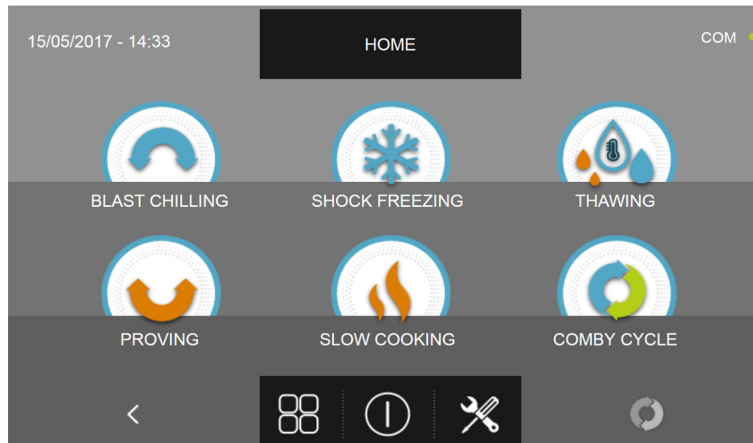 15/05/2017 - 14:33
HOME
COM
BLAST CHILLING
SHOCK FREEZING
THAWING
PROVING
SLOW COOKING
COMBY CYCLE